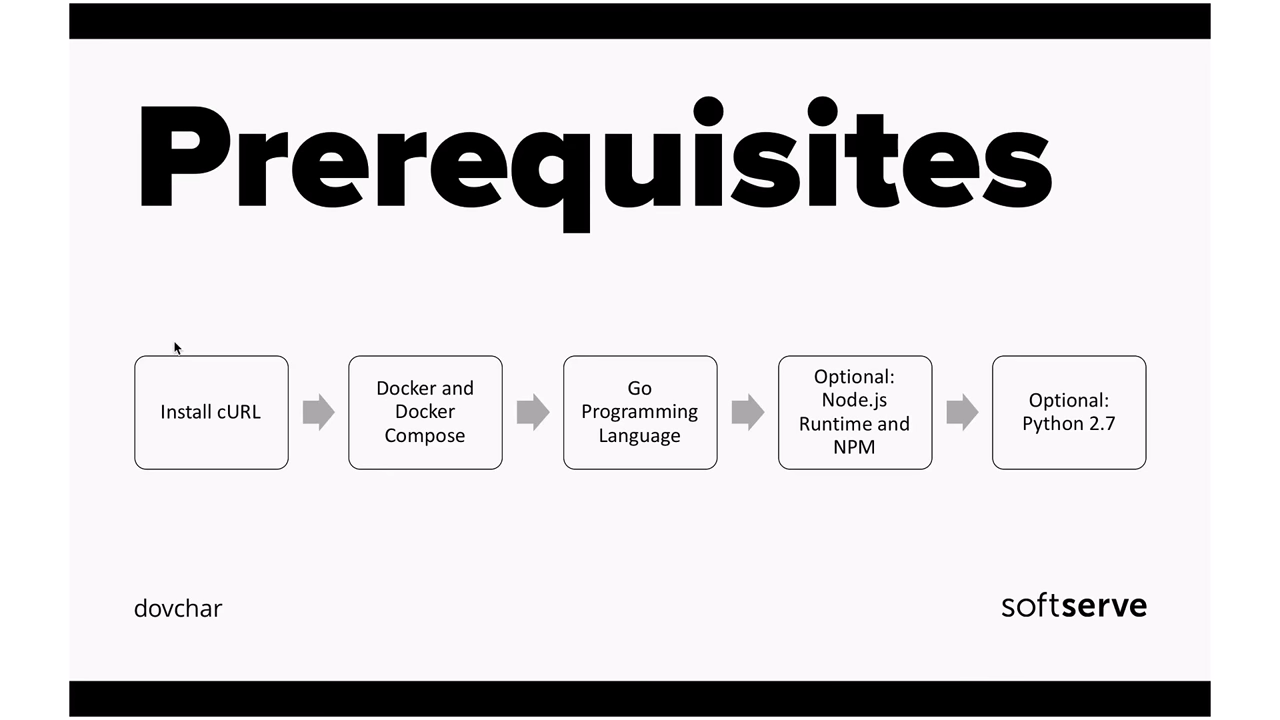 Prerequisites
Install cURL
Docker and
Docker
Compose
Go
Programming
Language
Optional:
Node.js
Runtime and
NPM
Optional:
Python 2.7
dovchar
softserve